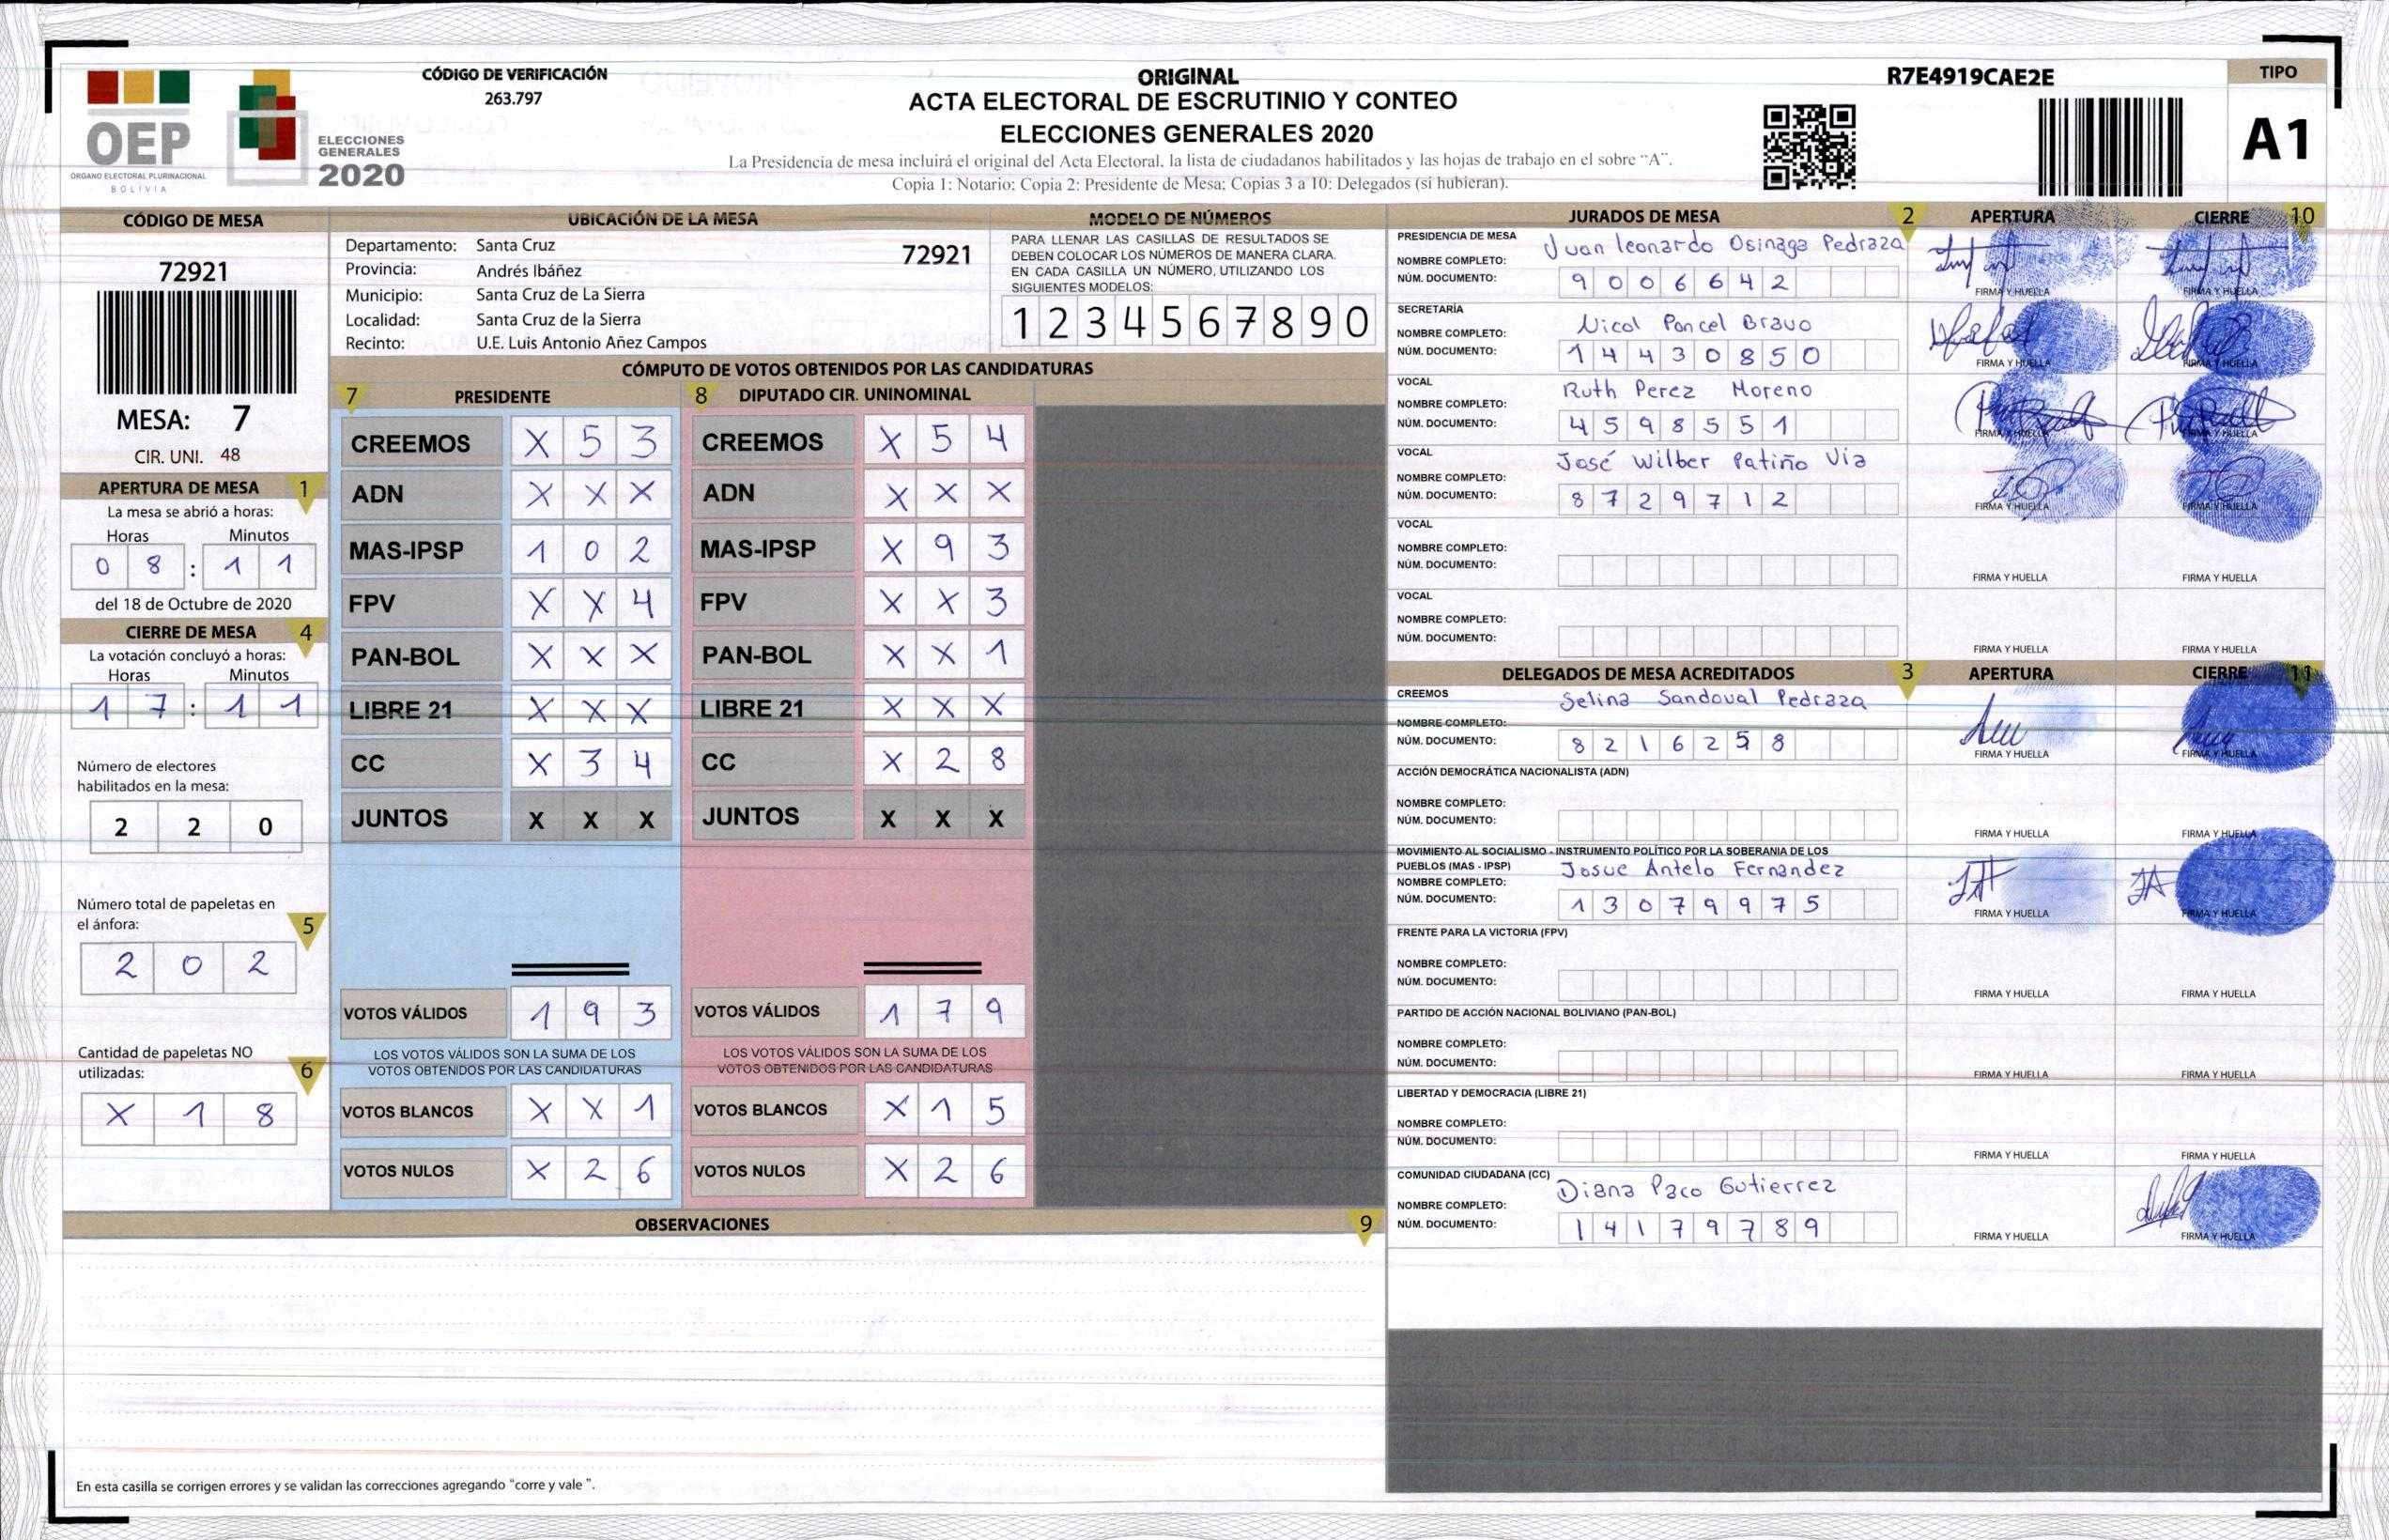 OEP
ÓRGANO ELECTORAL PLURINACIONAL
BOLIVIA
ELECCIONES
GENERALES
2020
CÓDIGO DE VERIFICACIÓN
263.797
ORIGINAL
ACTA ELECTORAL DE ESCRUTINIO Y CONTEO
ELECCIONES GENERALES 2020
La Presidencia de mesa incluirá el original del Acta Electoral, la lista de ciudadanos habilitados y las hojas de trabajo en el sobre "A".
Copia 1: Notario; Copia 2: Presidente de Mesa; Copias 3 a 10: Delegados (si hubieran).
R7E4919CAE2E
TIPO
A1
CÓDIGO DE MESA
72921
MESA: 7
CIR. UNI. 48
APERTURA DE MESA 1
La mesa se abrió a horas:
Horas Minutos
0 8 : 1 1
del 18 de Octubre de 2020
CIERRE DE MESA 4
La votación concluyó a horas:
Horas Minutos
1 7 : 1 1
Número de electores
habilitados en la mesa:
2 2 0
Número total de papeletas en
el ánfora: 5
2 0 2
Cantidad de papeletas NO
utilizadas: 6
X 1 8
UBICACIÓN DE LA MESA
Departamento: Santa Cruz 72921
Provincia: Andrés Ibáñez
Municipio: Santa Cruz de La Sierra
Localidad: Santa Cruz de la Sierra
Recinto: U.E. Luis Antonio Añez Campos
MODELO DE NÚMEROS
PARA LLENAR LAS CASILLAS DE RESULTADOS SE
DEBEN COLOCAR LOS NÚMEROS DE MANERA CLARA.
EN CADA CASILLA UN NÚMERO, UTILIZANDO LOS
SIGUIENTES MODELOS:
1 2 3 4 5 6 7 8 9 0
CÓMPUTO DE VOTOS OBTENIDOS POR LAS CANDIDATURAS
7 PRESIDENTE
CREEMOS X 5 3
ADN X X X
MAS-IPSP 1 0 2
FPV X X 4
PAN-BOL X X X
LIBRE 21 X X X
CC X 3 4
JUNTOS X X X
VOTOS VÁLIDOS 1 9 3
LOS VOTOS VÁLIDOS SON LA SUMA DE LOS
VOTOS OBTENIDOS POR LAS CANDIDATURAS
VOTOS BLANCOS X X 1
VOTOS NULOS X 2 6
8 DIPUTADO CIR. UNINOMINAL
CREEMOS X 5 4
ADN X X X
MAS-IPSP X 9 3
FPV X X 3
PAN-BOL X X 1
LIBRE 21 X X X
CC X 2 8
JUNTOS X X X
VOTOS VÁLIDOS 1 7 9
LOS VOTOS VÁLIDOS SON LA SUMA DE LOS
VOTOS OBTENIDOS POR LAS CANDIDATURAS
VOTOS BLANCOS X 1 5
VOTOS NULOS X 2 6
OBSERVACIONES 9
En esta casilla se corrigen errores y se validan las correcciones agregando "corre y vale ".
JURADOS DE MESA 2 APERTURA CIERRE 10
PRESIDENCIA DE MESA
NOMBRE COMPLETO: Juan leonardo Osinaga Pedraza
NÚM. DOCUMENTO: 9 0 0 6 6 4 2
FIRMA Y HUELLA FIRMA Y HUELLA
SECRETARÍA
NOMBRE COMPLETO: Nicol Poncel Bravo
NÚM. DOCUMENTO: 1 4 4 3 0 8 5 0
FIRMA Y HUELLA FIRMA Y HUELLA
VOCAL
NOMBRE COMPLETO: Ruth Perez Moreno
NÚM. DOCUMENTO: 4 5 9 8 5 5 1
FIRMA Y HUELLA FIRMA Y HUELLA
VOCAL
NOMBRE COMPLETO: José Wilber Patiño Via
NÚM. DOCUMENTO: 8 7 2 9 7 1 2
FIRMA Y HUELLA FIRMA Y HUELLA
VOCAL
NOMBRE COMPLETO:
NÚM. DOCUMENTO:
FIRMA Y HUELLA FIRMA Y HUELLA
VOCAL
NOMBRE COMPLETO:
NÚM. DOCUMENTO:
FIRMA Y HUELLA FIRMA Y HUELLA
DELEGADOS DE MESA ACREDITADOS 3 APERTURA CIERRE 11
CREEMOS
NOMBRE COMPLETO: Selina Sandoval Pedraza
NÚM. DOCUMENTO: 8 2 1 6 2 5 8
FIRMA Y HUELLA FIRMA Y HUELLA
ACCIÓN DEMOCRÁTICA NACIONALISTA (ADN)
NOMBRE COMPLETO:
NÚM. DOCUMENTO:
FIRMA Y HUELLA FIRMA Y HUELLA
MOVIMIENTO AL SOCIALISMO - INSTRUMENTO POLÍTICO POR LA SOBERANIA DE LOS
PUEBLOS (MAS - IPSP)
NOMBRE COMPLETO: Josue Antelo Fernandez
NÚM. DOCUMENTO: 1 3 0 7 9 9 7 5
FIRMA Y HUELLA FIRMA Y HUELLA
FRENTE PARA LA VICTORIA (FPV)
NOMBRE COMPLETO:
NÚM. DOCUMENTO:
FIRMA Y HUELLA FIRMA Y HUELLA
PARTIDO DE ACCIÓN NACIONAL BOLIVIANO (PAN-BOL)
NOMBRE COMPLETO:
NÚM. DOCUMENTO:
FIRMA Y HUELLA FIRMA Y HUELLA
LIBERTAD Y DEMOCRACIA (LIBRE 21)
NOMBRE COMPLETO:
NÚM. DOCUMENTO:
FIRMA Y HUELLA FIRMA Y HUELLA
COMUNIDAD CIUDADANA (CC)
NOMBRE COMPLETO: Diana Paco Gutierrez
NÚM. DOCUMENTO: 1 4 1 7 9 7 8 9
FIRMA Y HUELLA FIRMA Y HUELLA